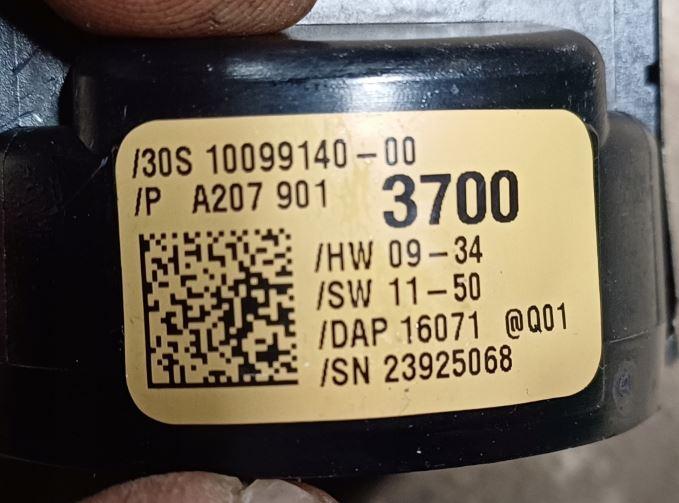 /30S 10099140-00
/P A207 901 3700
/HW 09-34
/SW 11-50
/DAP 16071 @Q01
/SN 23925068